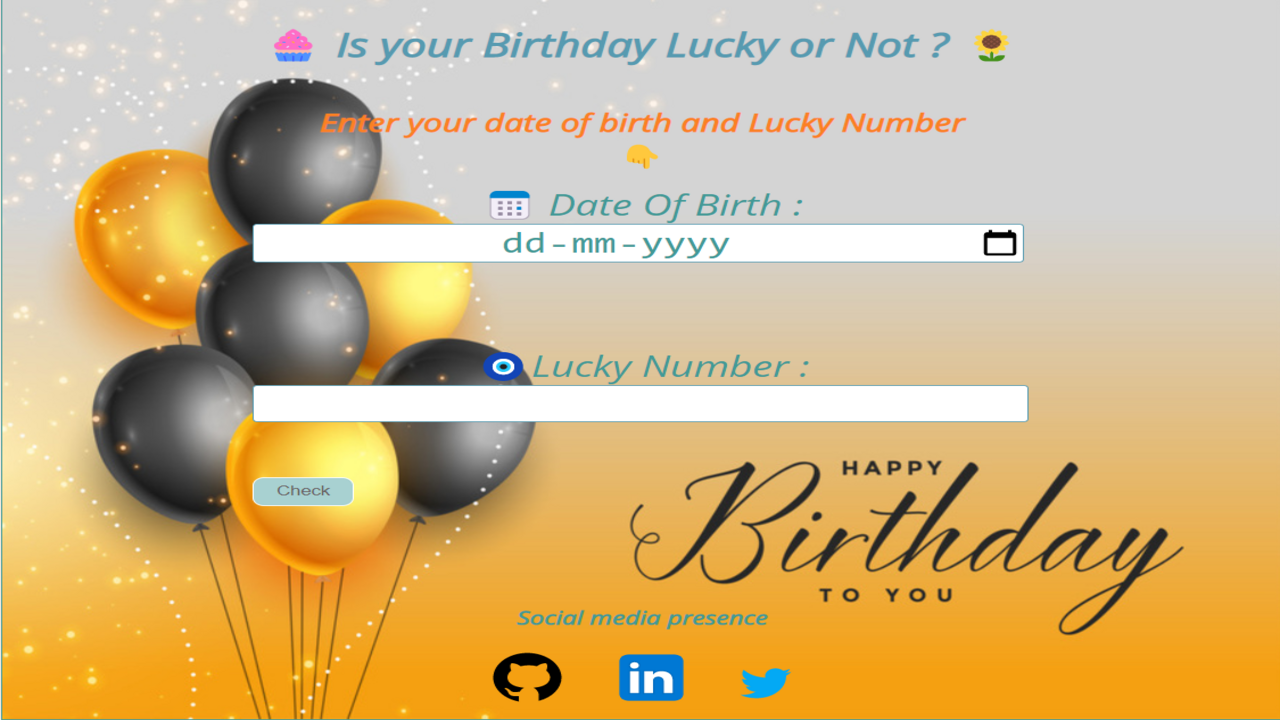 Is your Birthday Lucky or Not ?
Enter your date of birth and Lucky Number
Date Of Birth :
dd-mm-yyyy
Lucky Number :
Check
HAPPY
Birthday
TO YOU
Social media presence
in